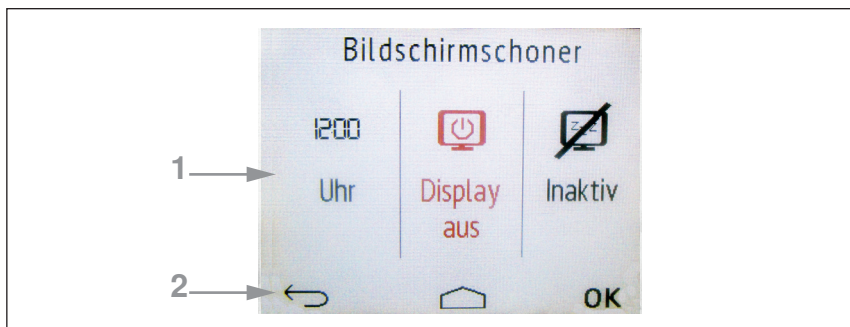 Bildschirmschoner
12:00
1
Uhr
Display
aus
Inaktiv
2
OK